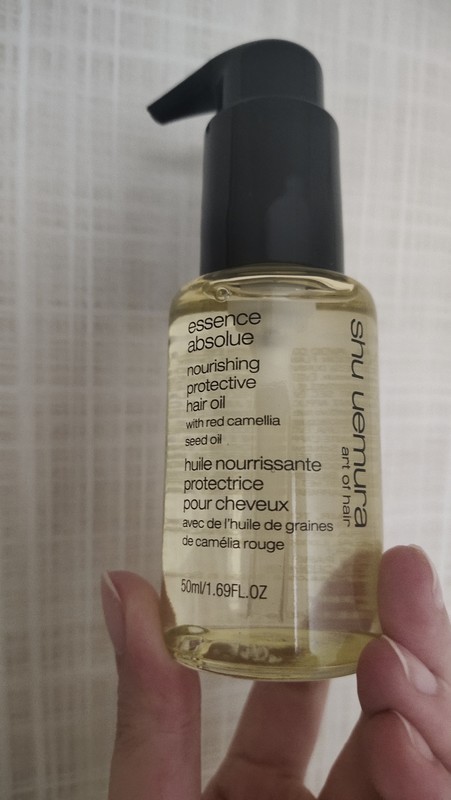 essence
absolue
nourishing
protective
hair oil
with red camellia
seed oil
huile nourrissante
protectrice
pour cheveux
avec de l'huile de graines
de camélia rouge
50ml/1.69FL.OZ
shu uemura
art of hair